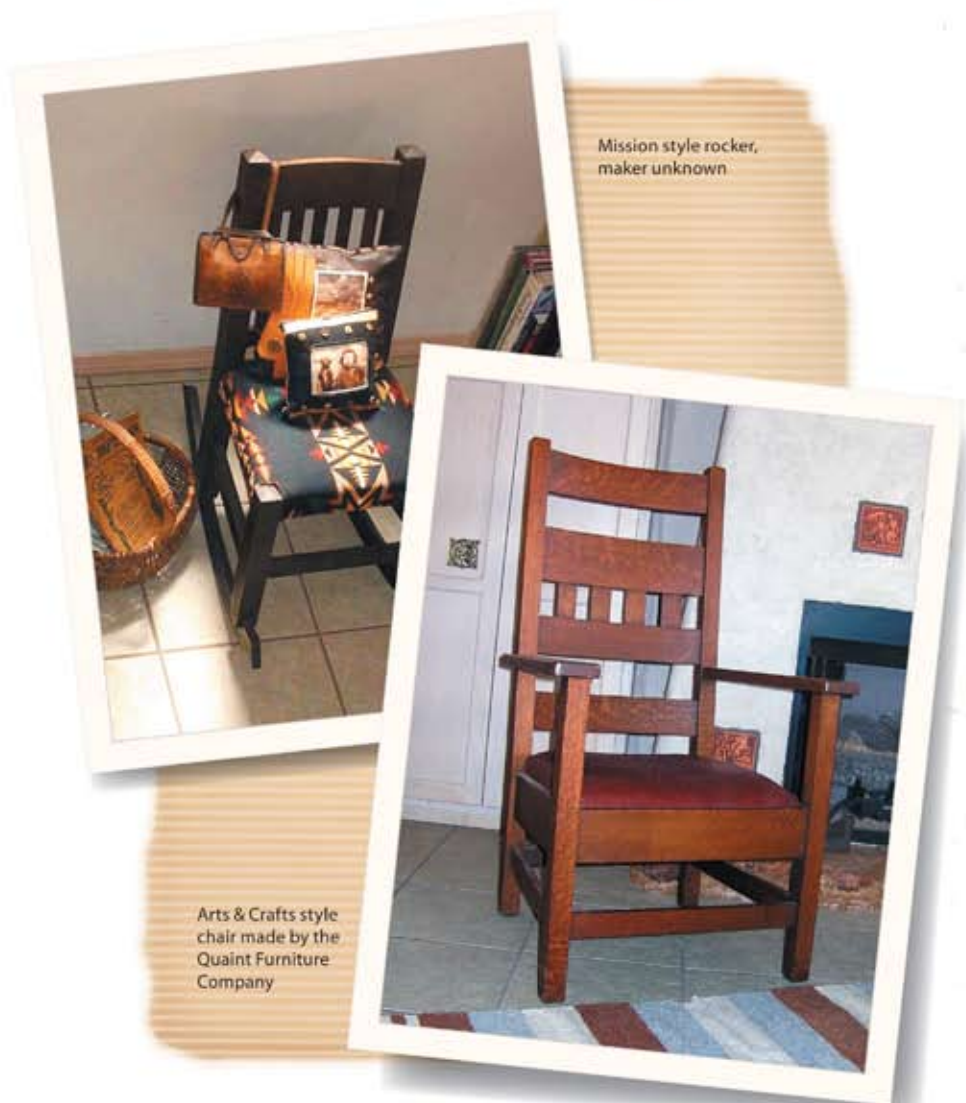 Mission style rocker,
maker unknown
Arts & Crafts style
chair made by the
Quaint Furniture
Company